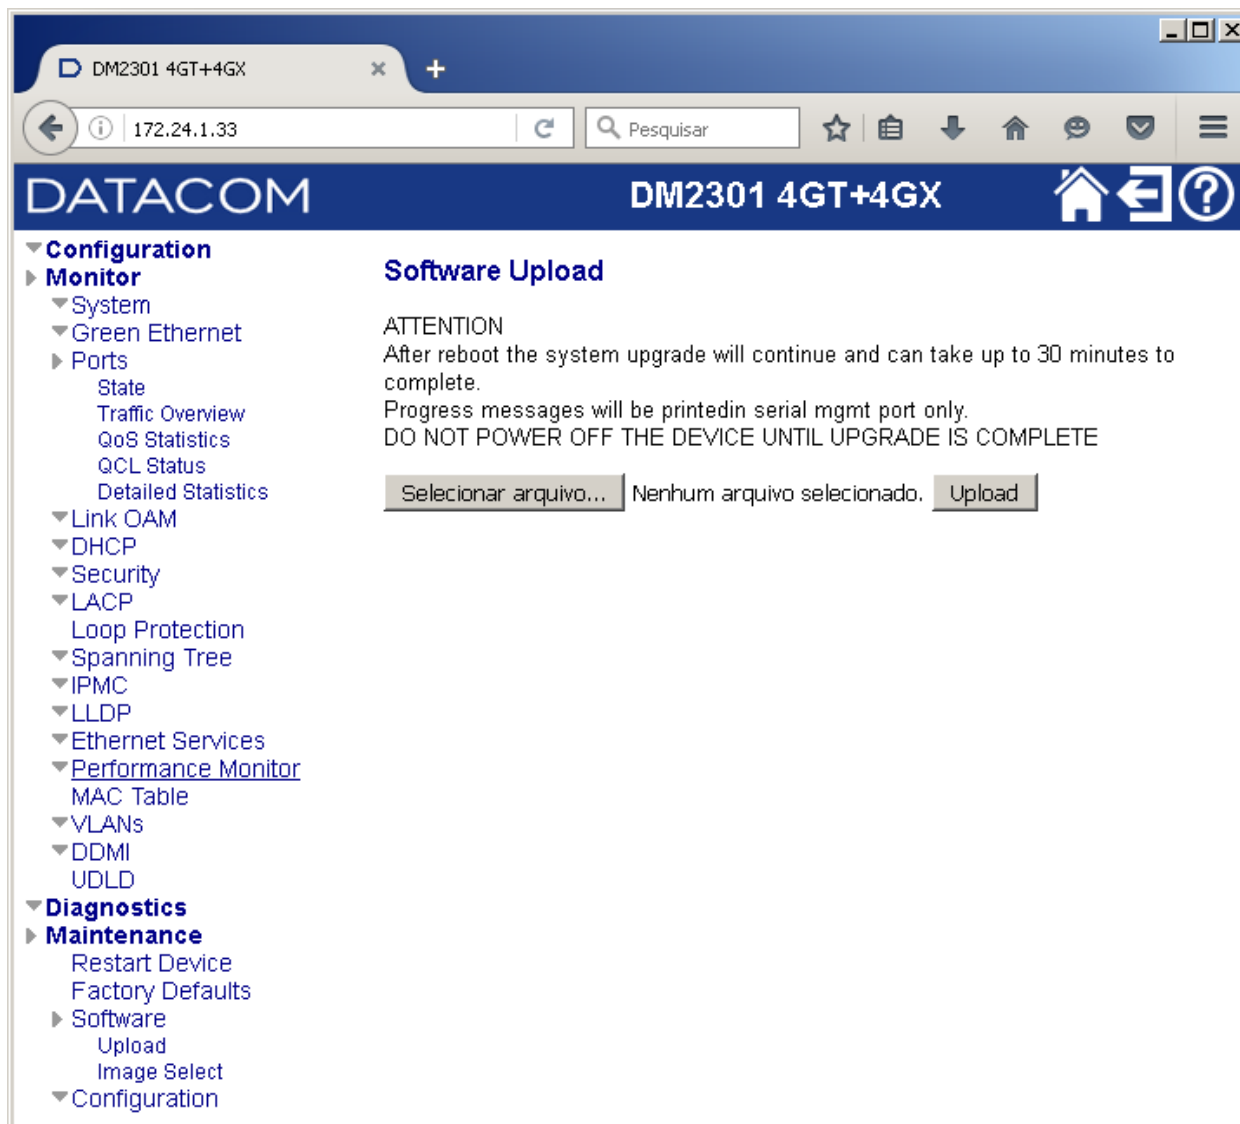 DM2301 4GT+4GX
172.24.1.33
Pesquisar
DATACOM
DM2301 4GT+4GX
Configuration
Monitor
System
Green Ethernet
Ports
State
Traffic Overview
QoS Statistics
QCL Status
Detailed Statistics
Link OAM
DHCP
Security
LACP
Loop Protection
Spanning Tree
IPMC
LLDP
Ethernet Services
Performance Monitor
MAC Table
VLANs
DDMI
UDLD
Diagnostics
Maintenance
Restart Device
Factory Defaults
Software
Upload
Image Select
Configuration
Software Upload
ATTENTION
After reboot the system upgrade will continue and can take up to 30 minutes to
complete.
Progress messages will be printedin serial mgmt port only.
DO NOT POWER OFF THE DEVICE UNTIL UPGRADE IS COMPLETE
Selecionar arquivo... Nenhum arquivo selecionado. Upload